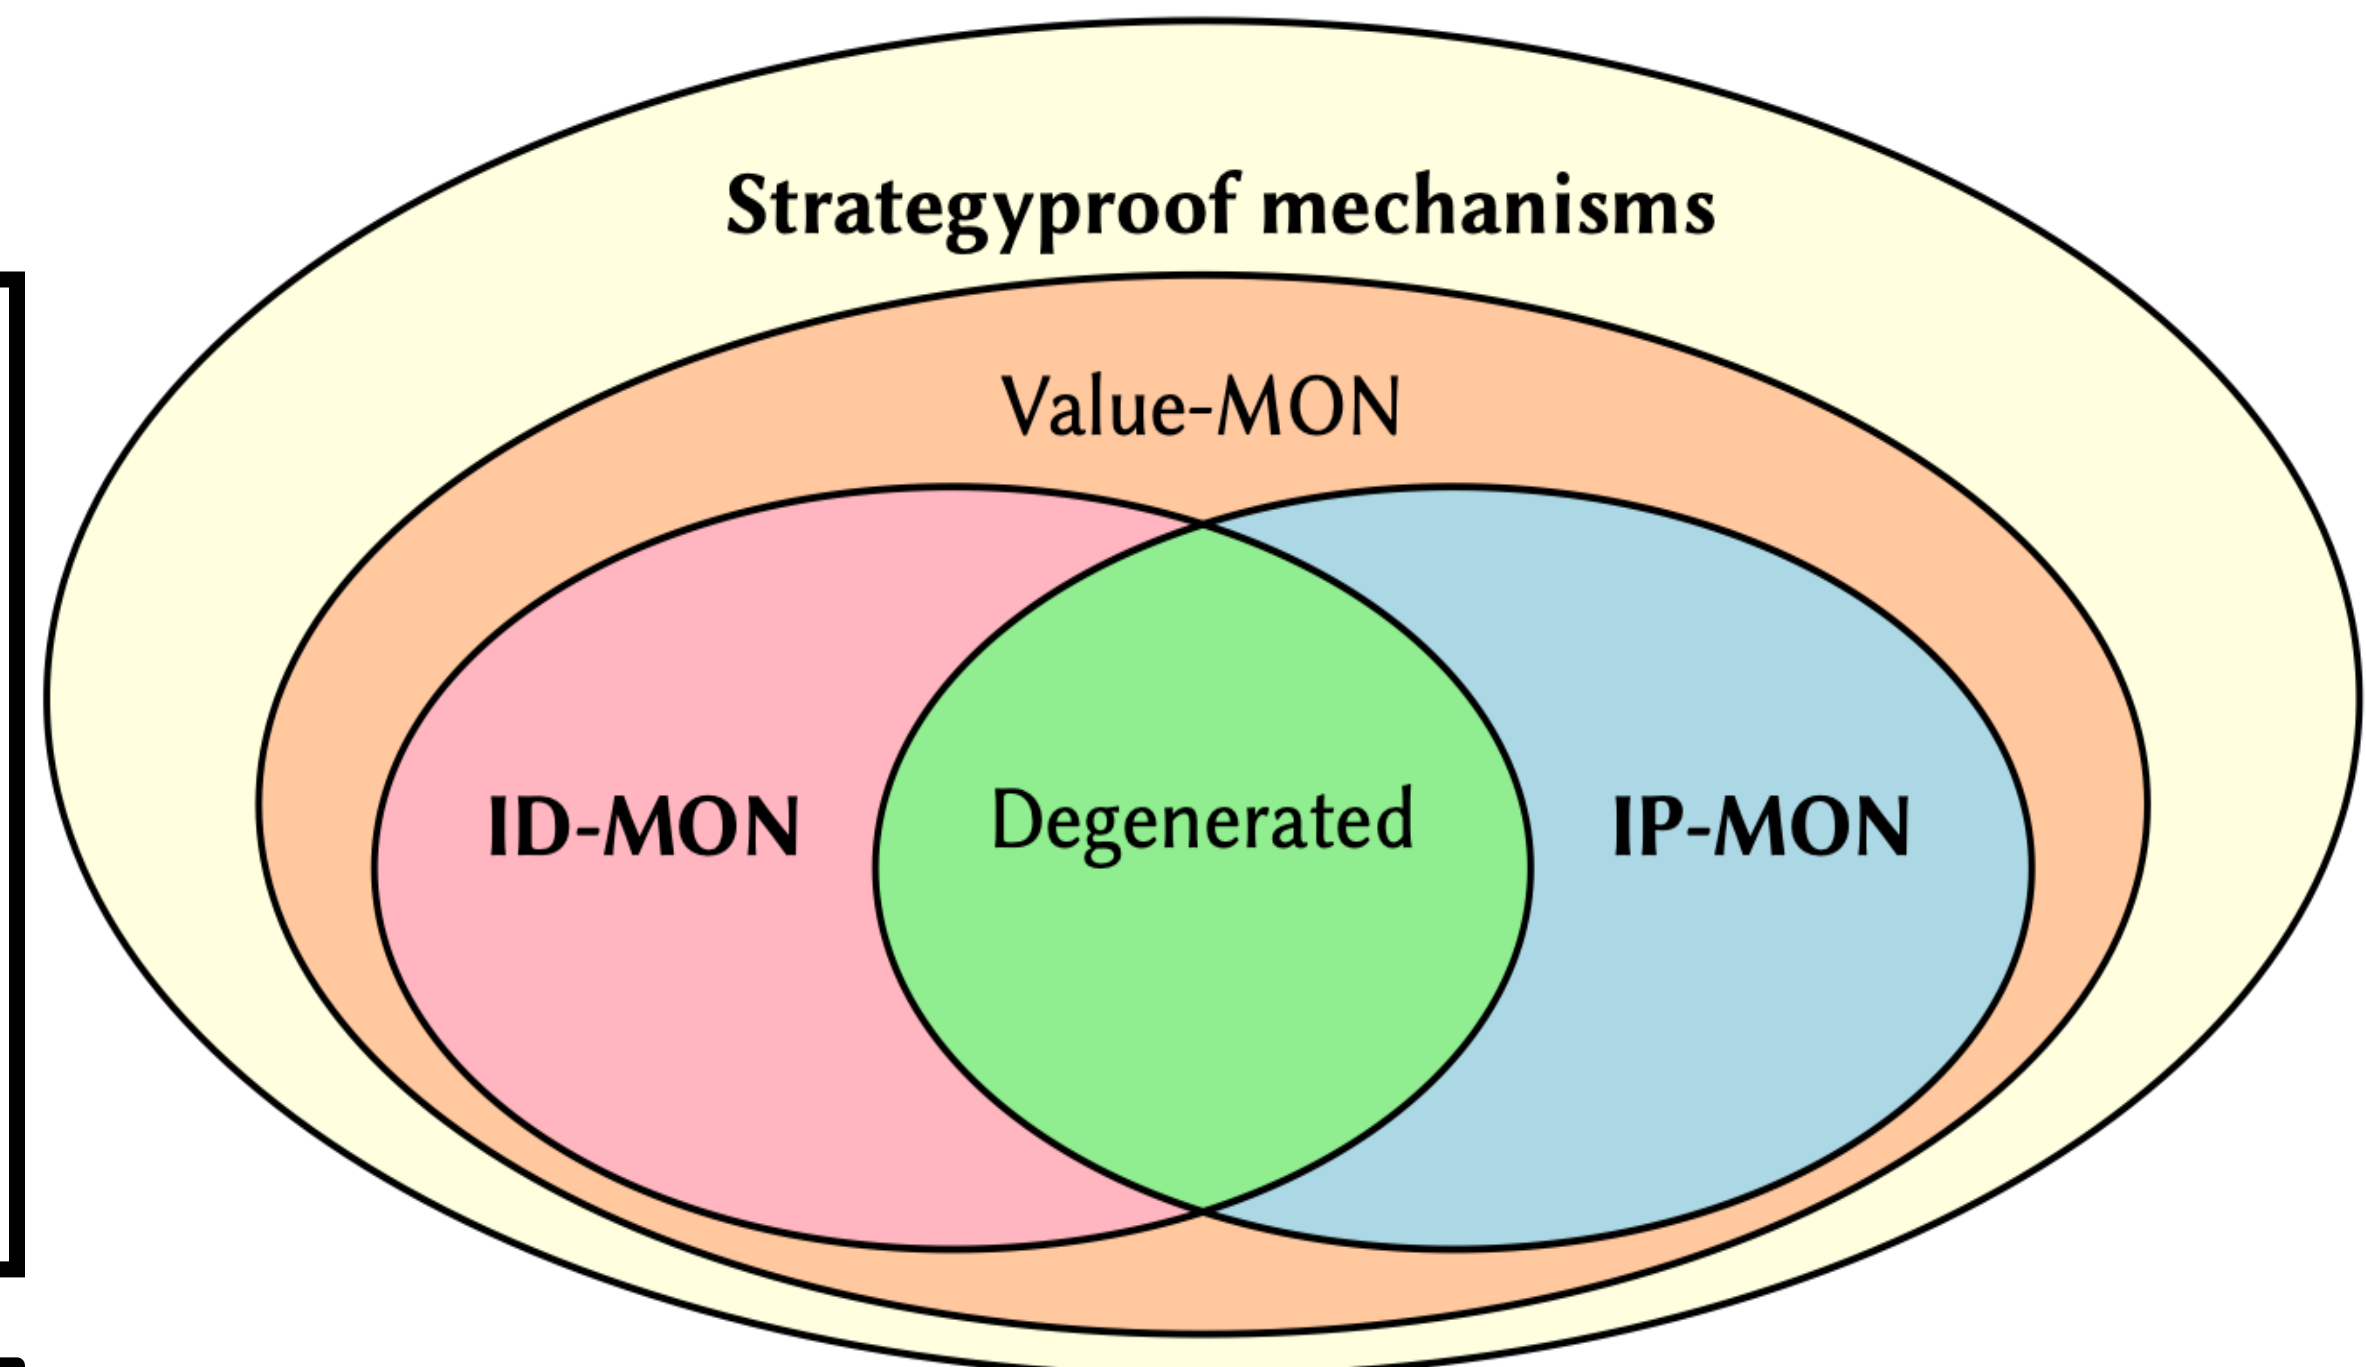 Strategyproof mechanisms
Value-MON
ID-MON
Degenerated
IP-MON